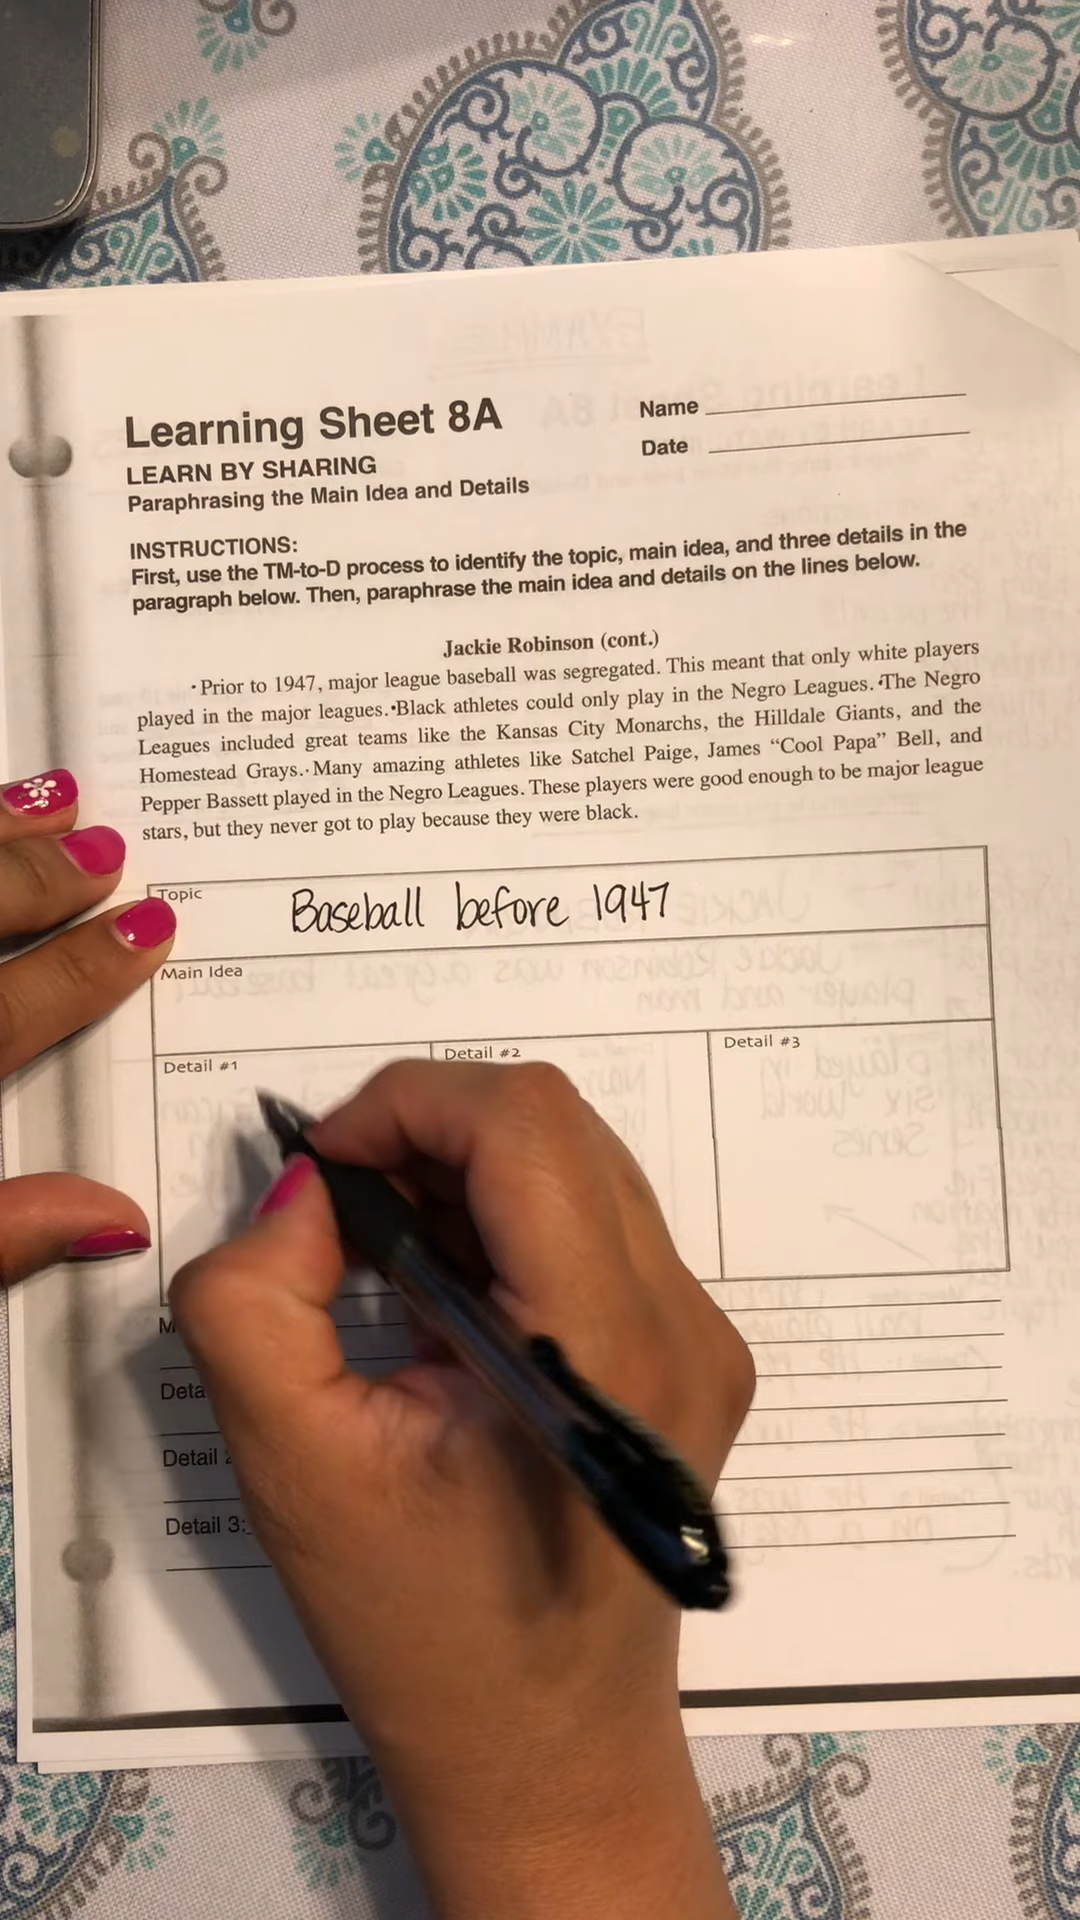 Learning Sheet 8A
Name
Date
LEARN BY SHARING
Paraphrasing the Main Idea and Details
INSTRUCTIONS:
First, use the TM-to-D process to identify the topic, main idea, and three details in the
paragraph below. Then, paraphrase the main idea and details on the lines below.
Jackie Robinson (cont.)
• Prior to 1947, major league baseball was segregated. This meant that only white players
played in the major leagues. • Black athletes could only play in the Negro Leagues. • The Negro
Leagues included great teams like the Kansas City Monarchs, the Hilldale Giants, and the
Homestead Grays. • Many amazing athletes like Satchel Paige, James “Cool Papa” Bell, and
Pepper Bassett played in the Negro Leagues. These players were good enough to be major league
stars, but they never got to play because they were black.
Topic
Baseball before 1947
Main Idea
Detail #1
Detail #2
Detail #3
M
Deta
Detail
Detail 3: